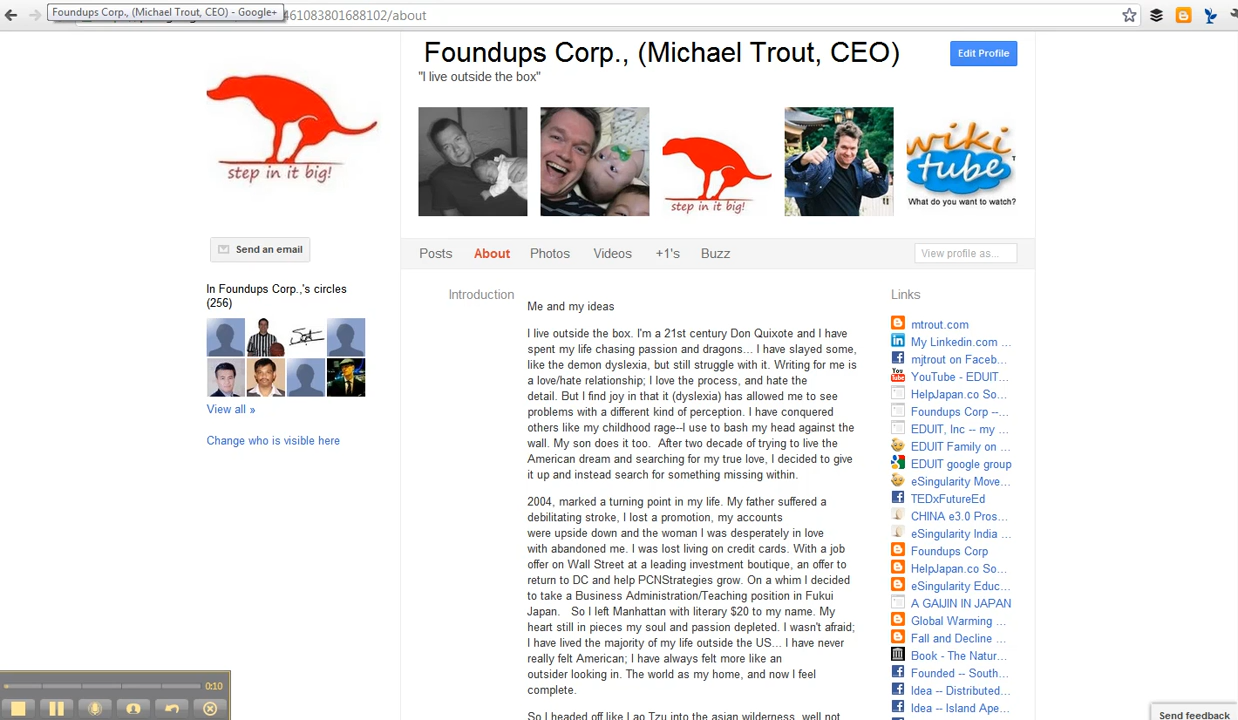 Foundups Corp., (Michael Trout, CEO) - Google+
461083801688102/about
Foundups Corp., (Michael Trout, CEO)
Edit Profile
"I live outside the box"
step in it big!
step in it big!
wiki
tube
What do you want to watch?
Send an email
Posts
About
Photos
Videos
+1's
Buzz
View profile as...
In Foundups Corp.,'s circles
(256)
View all »
Change who is visible here
Introduction
Me and my ideas
I live outside the box. I'm a 21st century Don Quixote and I have
spent my life chasing passion and dragons... I have slayed some,
like the demon dyslexia, but still struggle with it. Writing for me is
a love/hate relationship; I love the process, and hate the
detail. But I find joy in that it (dyslexia) has allowed me to see
problems with a different kind of perception. I have conquered
others like my childhood rage--I use to bash my head against the
wall. My son does it too.  After two decade of trying to live the
American dream and searching for my true love, I decided to give
it up and instead search for something missing within.
2004, marked a turning point in my life. My father suffered a
debilitating stroke, I lost a promotion, my accounts
were upside down and the woman I was desperately in love
with abandoned me. I was lost living on credit cards. With a job
offer on Wall Street at a leading investment boutique, an offer to
return to DC and help PCNStrategies grow. On a whim I decided
to take a Business Administration/Teaching position in Fukui
Japan.   So I left Manhattan with literary $20 to my name. My
heart still in pieces my soul and passion depleted. I wasn't afraid;
I have lived the majority of my life outside the US... I have never
really felt American; I have always felt more like an
outsider looking in. The world as my home, and now I feel
complete.
So I headed off like Lao Tzu into the asian wilderness, well not
Links
mtrout.com
My Linkedin.com ...
mjtrout on Faceb...
YouTube - EDUIT...
HelpJapan.co So...
Foundups Corp --...
EDUIT, Inc -- my ...
EDUIT Family on ...
EDUIT google group
eSingularity Move...
TEDxFutureEd
CHINA e3.0 Pros...
eSingularity India ...
Foundups Corp
HelpJapan.co So...
eSingularity Educ...
A GAIJIN IN JAPAN
Global Warming ...
Fall and Decline ...
Book - The Natur...
Founded -- South...
Idea -- Distributed...
Idea -- Island Ape...
0:10
Send feedback